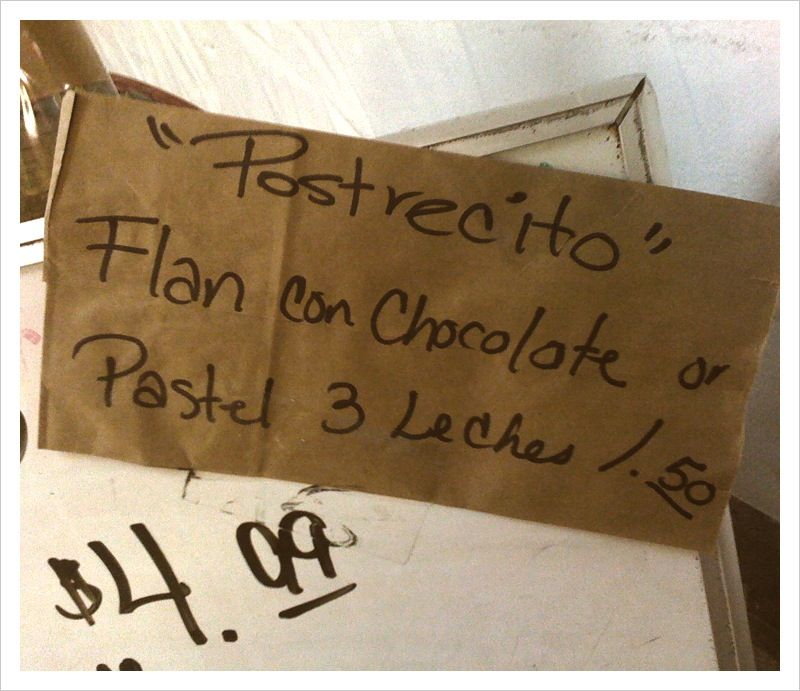 "Postrecito"
Flan con Chocolate or
Pastel 3 Leches 1.50
$4.99